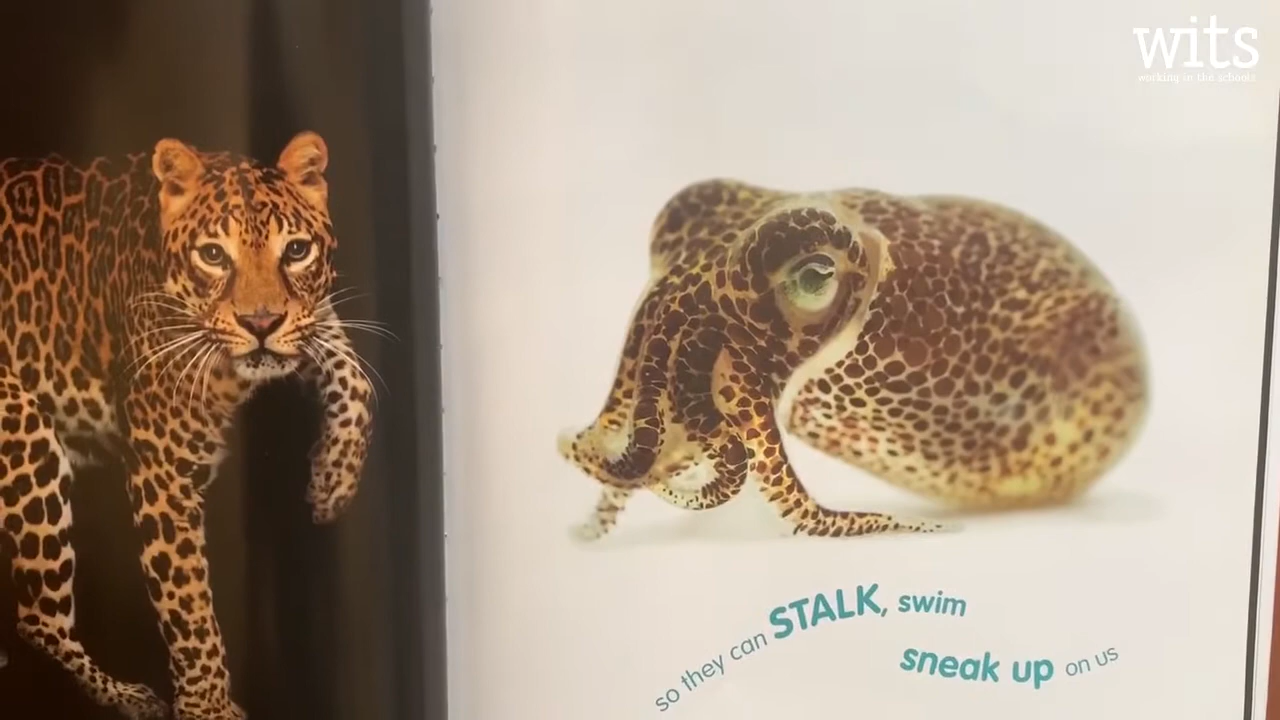 wits
working in the schools
so they can STALK, swim
sneak up on us